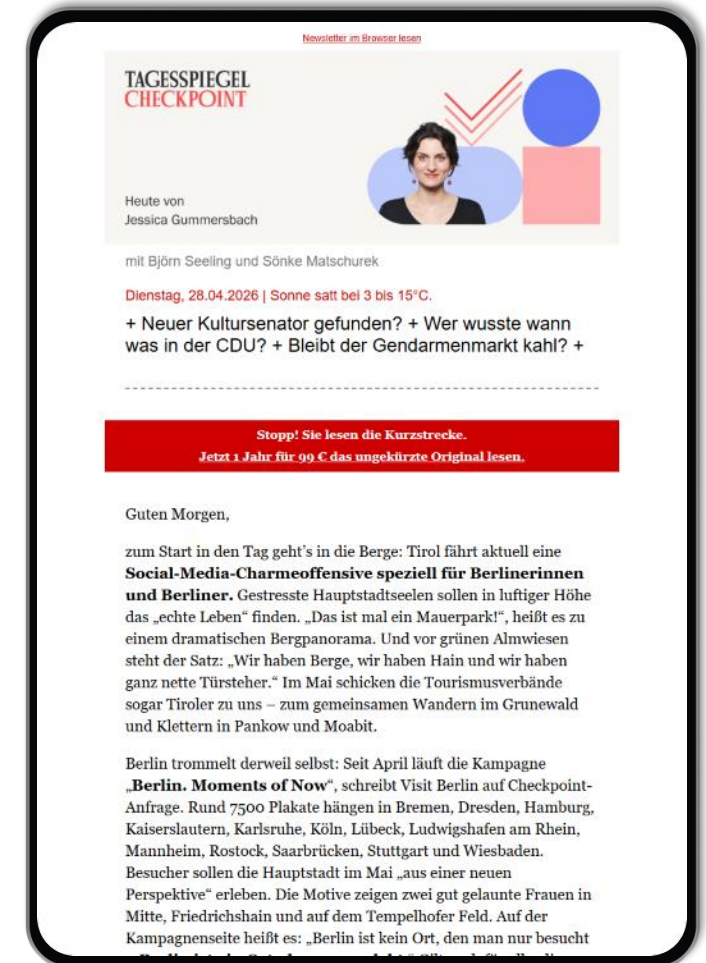 Newsletter im Browser lesen
TAGESSPIEGEL
CHECKPOINT
Heute von
Jessica Gummersbach
mit Björn Seeling und Sönke Matschurek
Dienstag, 28.04.2026 | Sonne satt bei 3 bis 15°C.
+ Neuer Kultursenator gefunden? + Wer wusste wann
was in der CDU? + Bleibt der Gendarmenmarkt kahl? +
Stopp! Sie lesen die Kurzstrecke.
Jetzt 1 Jahr für 99 € das ungekürzte Original lesen.
Guten Morgen,
zum Start in den Tag geht’s in die Berge: Tirol fährt aktuell eine
Social-Media-Charmeoffensive speziell für Berlinerinnen
und Berliner. Gestresste Hauptstadtseelen sollen in luftiger Höhe
das „echte Leben“ finden. „Das ist mal ein Mauerpark!“, heißt es zu
einem dramatischen Bergpanorama. Und vor grünen Almwiesen
steht der Satz: „Wir haben Berge, wir haben Hain und wir haben
ganz nette Türsteher.“ Im Mai schicken die Tourismusverbände
sogar Tiroler zu uns – zum gemeinsamen Wandern im Grunewald
und Klettern in Pankow und Moabit.
Berlin trommelt derweil selbst: Seit April läuft die Kampagne
„Berlin. Moments of Now“, schreibt Visit Berlin auf Checkpoint-
Anfrage. Rund 7500 Plakate hängen in Bremen, Dresden, Hamburg,
Kaiserslautern, Karlsruhe, Köln, Lübeck, Ludwigshafen am Rhein,
Mannheim, Rostock, Saarbrücken, Stuttgart und Wiesbaden.
Besucher sollen die Hauptstadt im Mai „aus einer neuen
Perspektive“ erleben. Die Motive zeigen zwei gut gelaunte Frauen in
Mitte, Friedrichshain und auf dem Tempelhofer Feld. Auf der
Kampagnenseite heißt es: „Berlin ist kein Ort, den man nur besucht